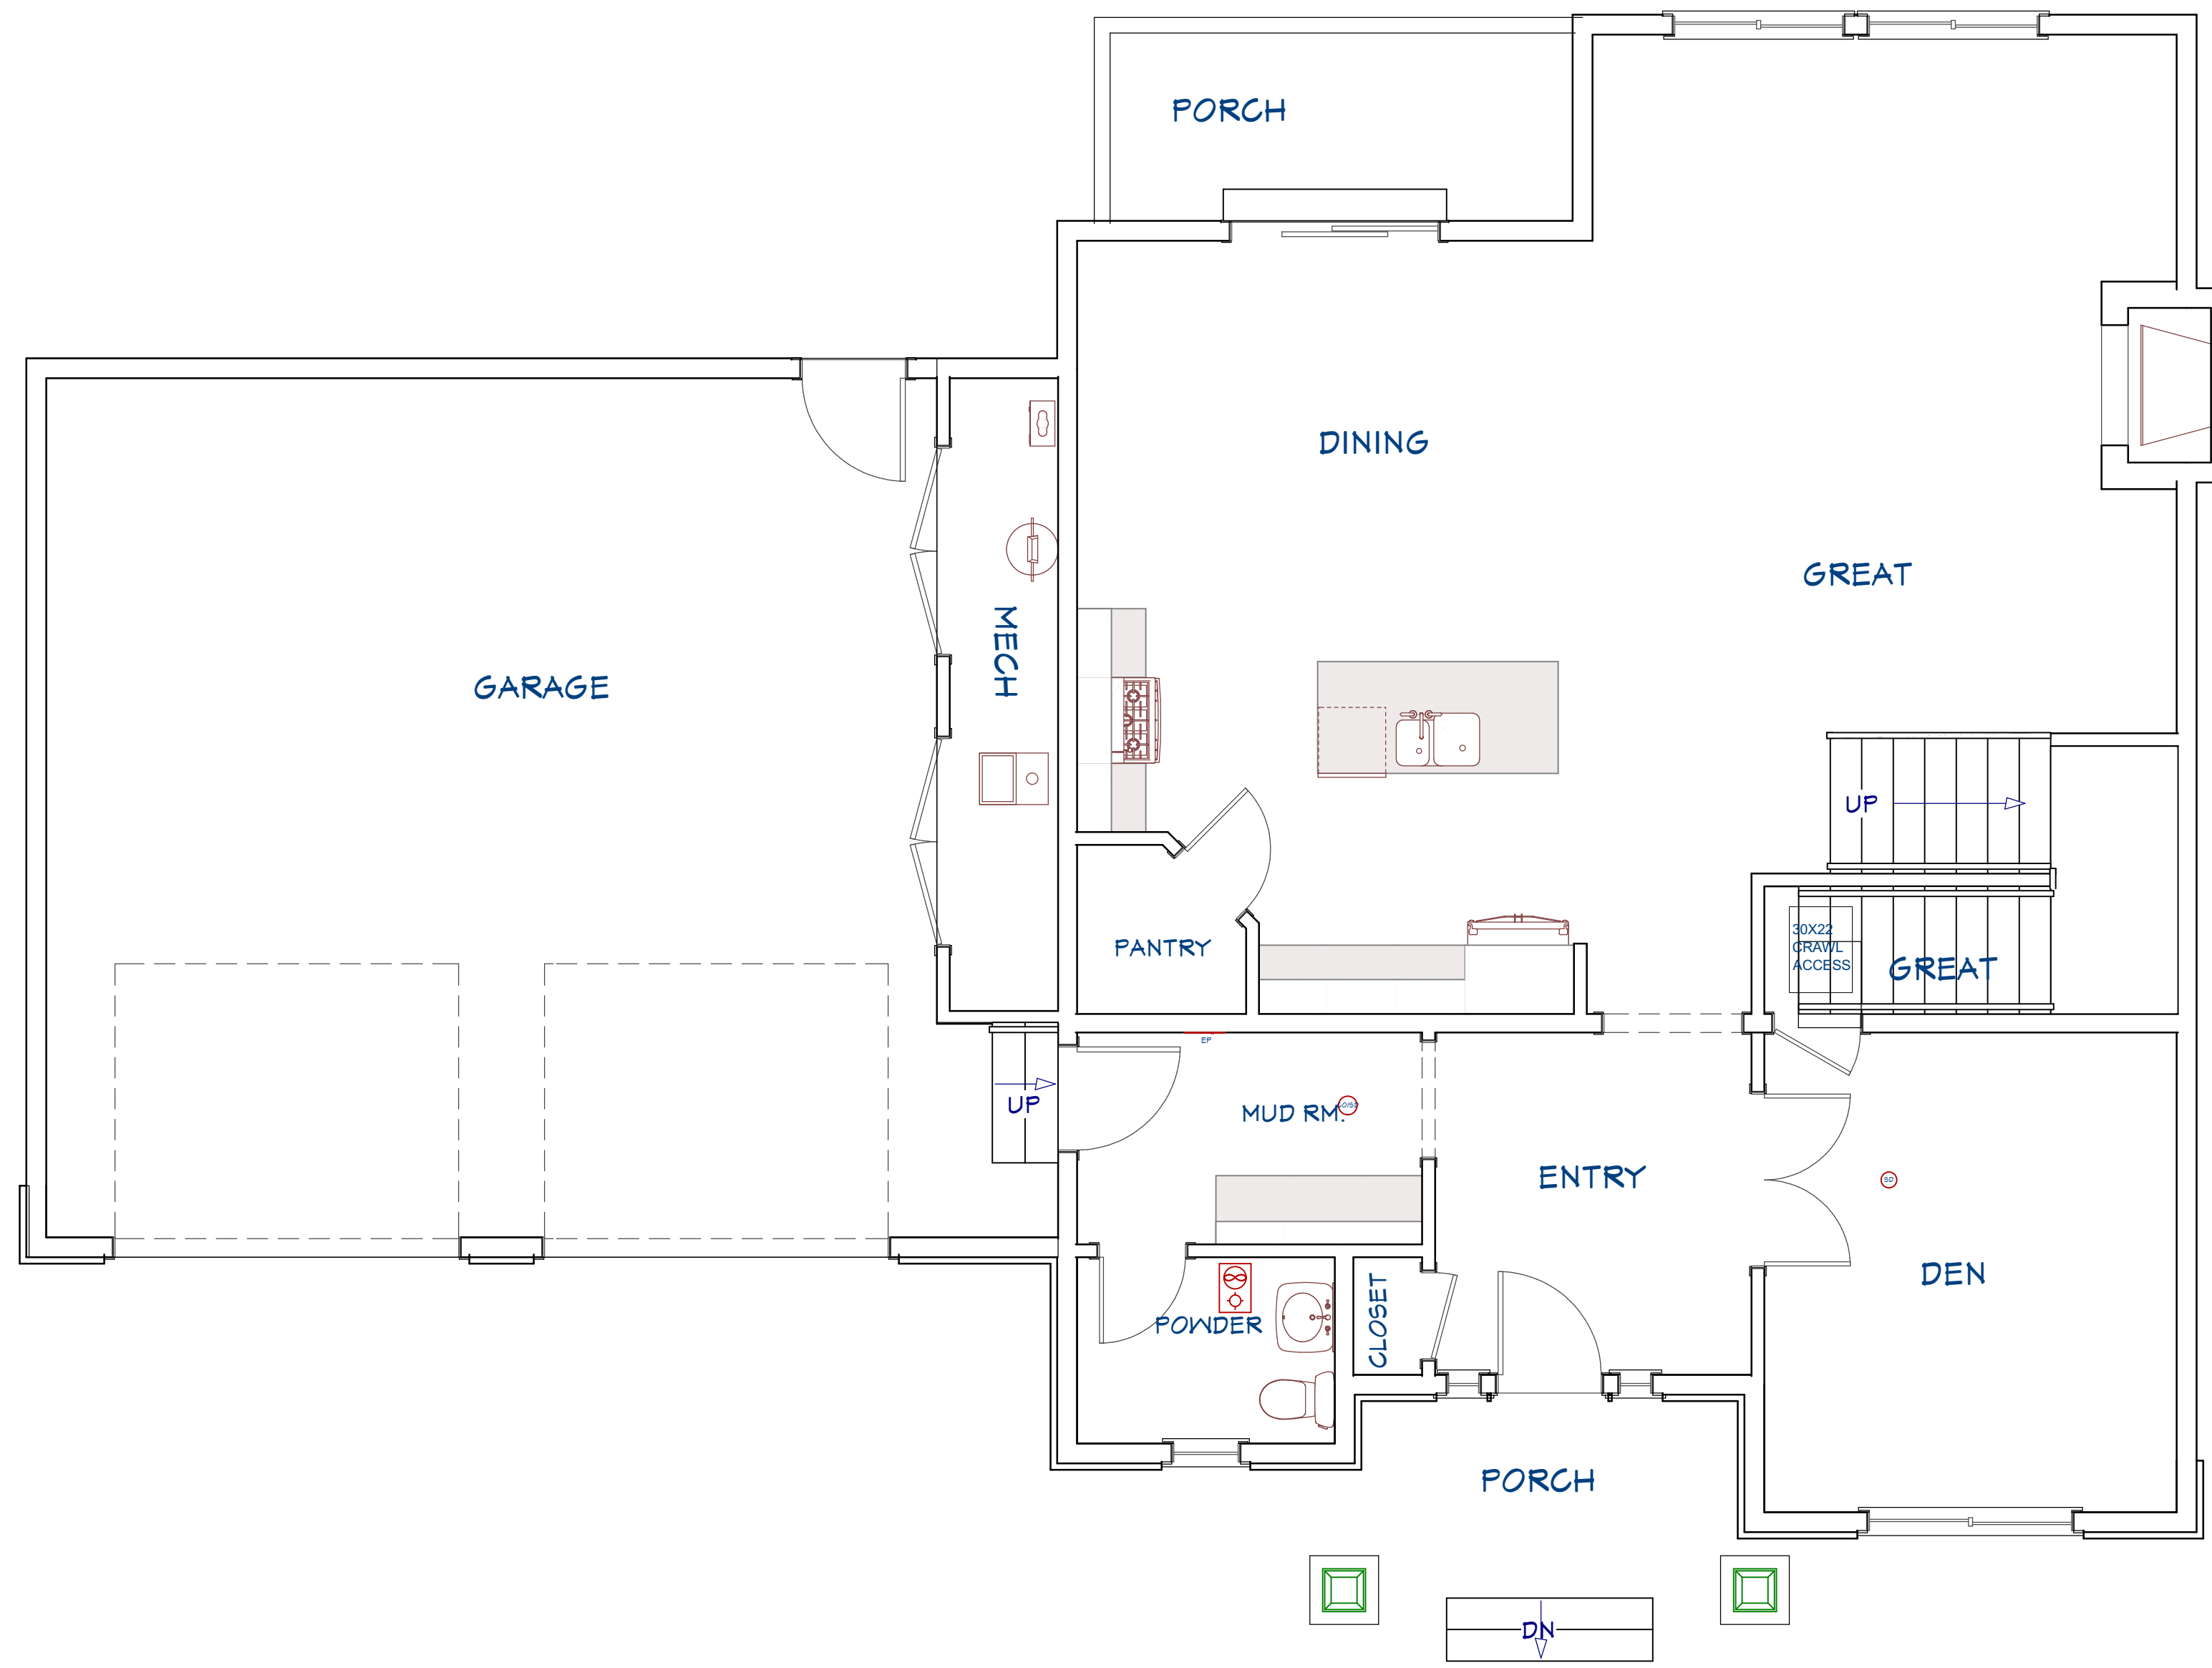 PORCH
DINING
GREAT
MECH
GARAGE
UP
PANTRY
30X22
CRAWL
ACCESS
GREAT
EP
UP
MUD RM.
ENTRY
SD
DEN
CLOSET
POWDER
PORCH
DN